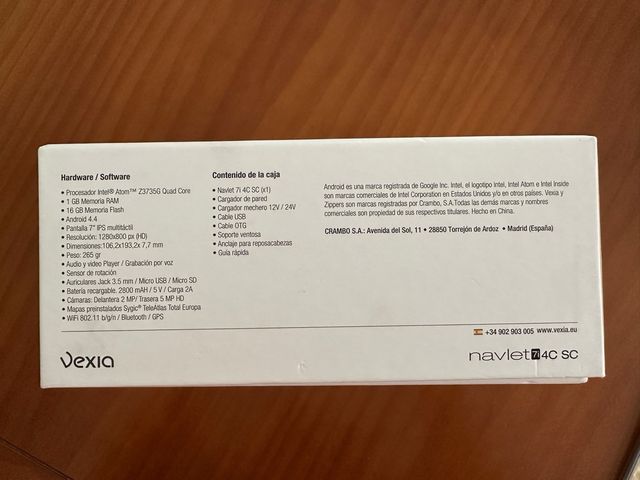 Hardware / Software
• Procesador Intel® Atom™ Z3735G Quad Core
• 1 GB Memoria RAM
• 16 GB Memoria Flash
• Android 4.4
• Pantalla 7" IPS multitáctil
• Resolución: 1280x800 px (HD)
• Dimensiones:106,2x193,2x 7,7 mm
• Peso: 265 gr
• Audio y video Player / Grabación por voz
• Sensor de rotación
• Auriculares Jack 3.5 mm / Micro USB / Micro SD
• Batería recargable. 2800 mAH / 5 V / Carga 2A
• Cámaras: Delantera 2 MP/ Trasera 5 MP HD
• Mapas preinstalados Sygic® TeleAtlas Total Europa
• WiFi 802.11 b/g/n / Bluetooth / GPS
Contenido de la caja
• Navlet 7I 4C SC (x1)
• Cargador de pared
• Cargador mechero 12V / 24V
• Cable USB
• Cable OTG
• Soporte ventosa
• Anclaje para reposacabezas
• Guía rápida
Android es una marca registrada de Google Inc. Intel, el logotipo Intel, Intel Atom e Intel Inside
son marcas comerciales de Intel Corporation en Estados Unidos y/o en otros países. Vexia y
Zippers son marcas registradas por Crambo, S.A.Todas las demás marcas y nombres
comerciales son propiedad de sus respectivos titulares. Hecho en China.
CRAMBO S.A.: Avenida del Sol, 11 • 28850 Torrejón de Ardoz • Madrid (España)
+34 902 903 005 www.vexia.eu
vexia
navlet 7i 4C SC